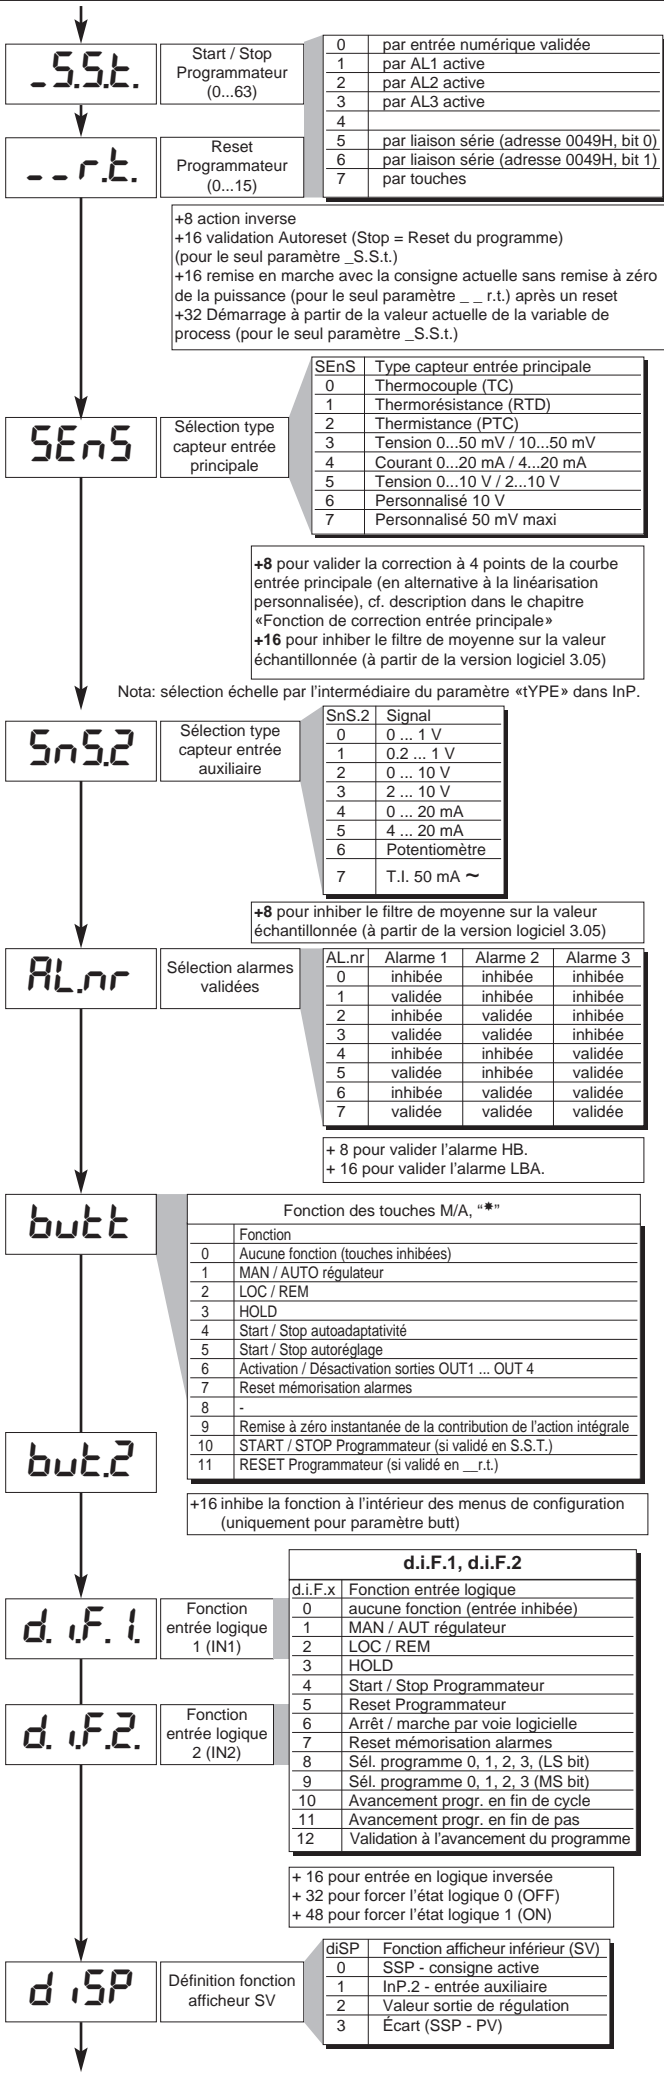 _S.S.t.
Start / Stop
Programmateur
(0...63)
0 par entrée numérique validée
1 par AL1 active
2 par AL2 active
3 par AL3 active
4
5 par liaison série (adresse 0049H, bit 0)
6 par liaison série (adresse 0049H, bit 1)
7 par touches
_ _ r.t.
Reset
Programmateur
(0...15)
+8 action inverse
+16 validation Autoreset (Stop = Reset du programme)
(pour le seul paramètre _S.S.t.)
+16 remise en marche avec la consigne actuelle sans remise à zéro
de la puissance (pour le seul paramètre _ _ r.t.) après un reset
+32 Démarrage à partir de la valeur actuelle de la variable de
process (pour le seul paramètre _S.S.t.)
SEnS
Sélection type
capteur entrée
principale
SEnS Type capteur entrée principale
0 Thermocouple (TC)
1 Thermorésistance (RTD)
2 Thermistance (PTC)
3 Tension 0...50 mV / 10...50 mV
4 Courant 0...20 mA / 4...20 mA
5 Tension 0...10 V / 2...10 V
6 Personnalisé 10 V
7 Personnalisé 50 mV maxi
+8 pour valider la correction à 4 points de la courbe
entrée principale (en alternative à la linéarisation
personnalisée), cf. description dans le chapitre
«Fonction de correction entrée principale»
+16 pour inhiber le filtre de moyenne sur la valeur
échantillonnée (à partir de la version logiciel 3.05)
Nota: sélection échelle par l'intermédiaire du paramètre «tYPE» dans InP.
SnS.2
Sélection type
capteur entrée
auxiliaire
SnS.2 Signal
0 0 ... 1 V
1 0.2 ... 1 V
2 0 ... 10 V
3 2 ... 10 V
4 0 ... 20 mA
5 4 ... 20 mA
6 Potentiomètre
7 T.I. 50 mA ~
+8 pour inhiber le filtre de moyenne sur la valeur
échantillonnée (à partir de la version logiciel 3.05)
AL.nr
Sélection alarmes
validées
AL.nr Alarme 1 Alarme 2 Alarme 3
0 inhibée inhibée inhibée
1 validée inhibée inhibée
2 inhibée validée inhibée
3 validée validée inhibée
4 inhibée inhibée validée
5 validée inhibée validée
6 inhibée validée validée
7 validée validée validée
+ 8 pour valider l'alarme HB.
+ 16 pour valider l'alarme LBA.
butt
Fonction des touches M/A, “*”
Fonction
0 Aucune fonction (touches inhibées)
1 MAN / AUTO régulateur
2 LOC / REM
3 HOLD
4 Start / Stop autoadaptativité
5 Start / Stop autoréglage
6 Activation / Désactivation sorties OUT1 ... OUT 4
7 Reset mémorisation alarmes
8 -
9 Remise à zéro instantanée de la contribution de l'action intégrale
10 START / STOP Programmateur (si validé en S.S.T.)
11 RESET Programmateur (si validé en __r.t.)
but.2
+16 inhibe la fonction à l'intérieur des menus de configuration
(uniquement pour paramètre butt)
d.i.F.1, d.i.F.2
d.i.F.1.
Fonction
entrée logique
1 (IN1)
d.i.F.x Fonction entrée logique
0 aucune fonction (entrée inhibée)
1 MAN / AUT régulateur
2 LOC / REM
3 HOLD
4 Start / Stop Programmateur
5 Reset Programmateur
6 Arrêt / marche par voie logicielle
7 Reset mémorisation alarmes
8 Sél. programme 0, 1, 2, 3, (LS bit)
9 Sél. programme 0, 1, 2, 3 (MS bit)
10 Avancement progr. en fin de cycle
11 Avancement progr. en fin de pas
12 Validation à l'avancement du programme
d.i.F.2.
Fonction
entrée logique
2 (IN2)
+ 16 pour entrée en logique inversée
+ 32 pour forcer l'état logique 0 (OFF)
+ 48 pour forcer l'état logique 1 (ON)
diSP
Définition fonction
afficheur SV
diSP Fonction afficheur inférieur (SV)
0 SSP - consigne active
1 InP.2 - entrée auxiliaire
2 Valeur sortie de régulation
3 Écart (SSP - PV)